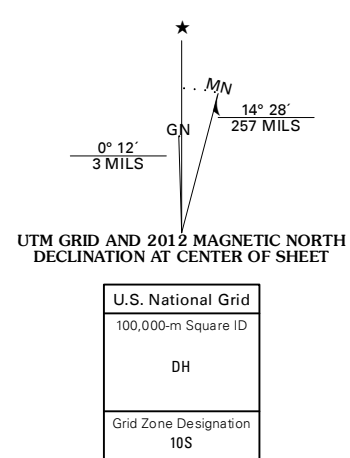 ★
MN
GN
14° 28´
257 MILS
0° 12´
3 MILS
UTM GRID AND 2012 MAGNETIC NORTH
DECLINATION AT CENTER OF SHEET
U.S. National Grid
100,000-m Square ID
DH
Grid Zone Designation
10S